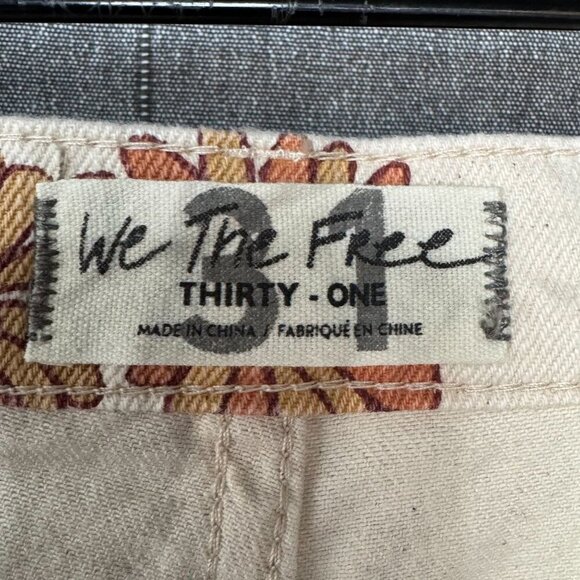 31
We The Free
THIRTY - ONE
MADE IN CHINA / FABRIQUÉ EN CHINE